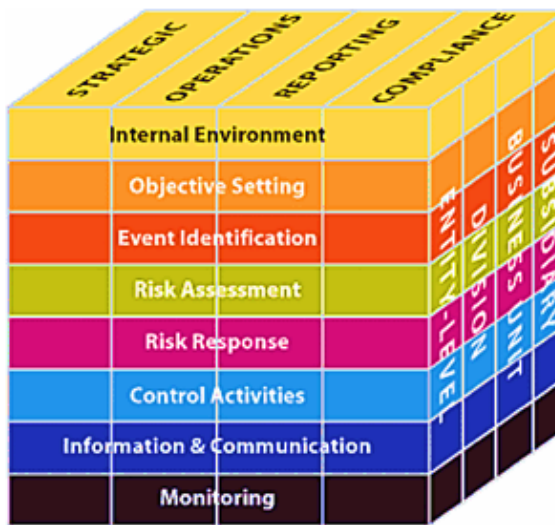 STRATEGIC
OPERATIONS
REPORTING
COMPLIANCE
Internal Environment
Objective Setting
Event Identification
Risk Assessment
Risk Response
Control Activities
Information & Communication
Monitoring
ENTITY-LEVEL
DIVISION
BUSINESS UNIT
SUBSIDIARY